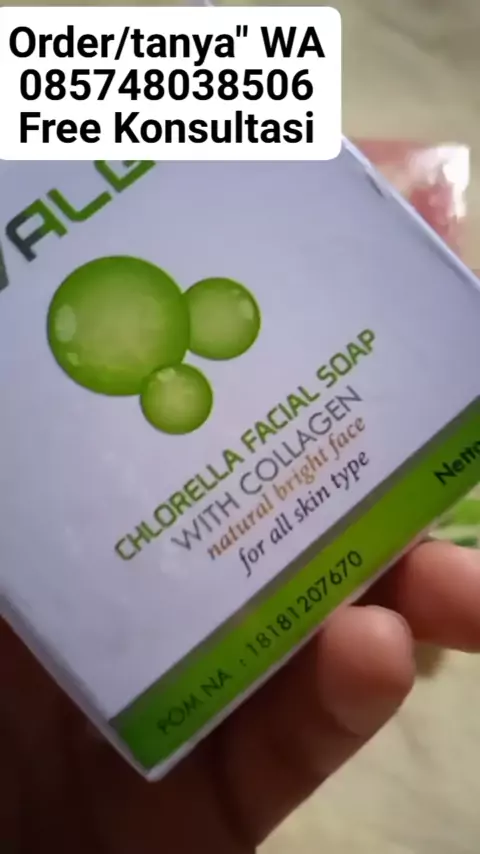 Order/tanya" WA
085748038506
Free Konsultasi
CHLORELLA FACIAL SOAP
WITH COLLAGEN
natural bright face
for all skin type
POM NA : 18181207670